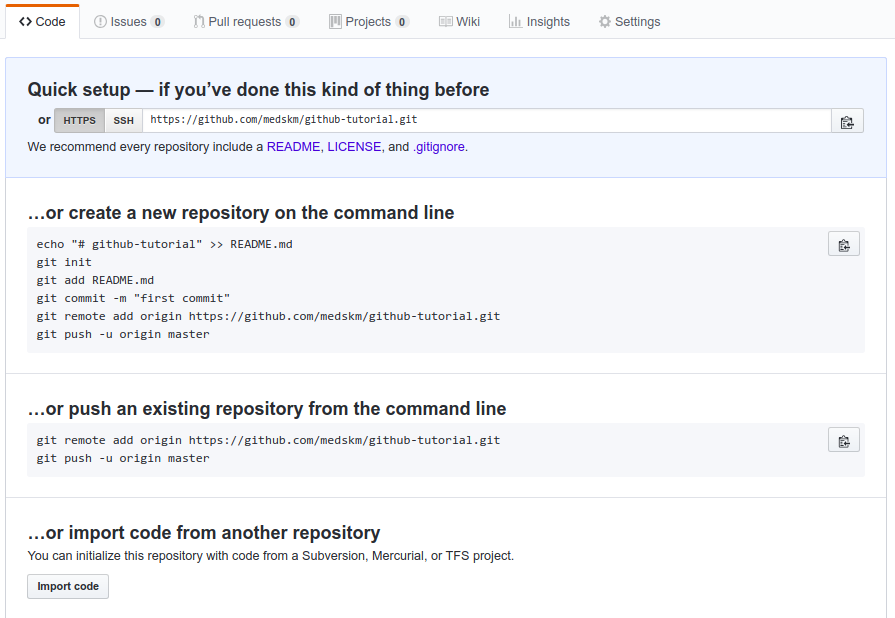 Code Issues 0 Pull requests 0 Projects 0 Wiki Insights Settings
Quick setup — if you’ve done this kind of thing before
or HTTPS SSH https://github.com/medskm/github-tutorial.git
We recommend every repository include a README, LICENSE, and .gitignore.
…or create a new repository on the command line
echo "# github-tutorial" >> README.md
git init
git add README.md
git commit -m "first commit"
git remote add origin https://github.com/medskm/github-tutorial.git
git push -u origin master
…or push an existing repository from the command line
git remote add origin https://github.com/medskm/github-tutorial.git
git push -u origin master
…or import code from another repository
You can initialize this repository with code from a Subversion, Mercurial, or TFS project.
Import code